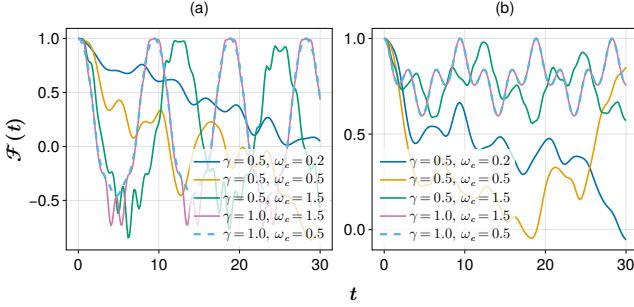 (a)
(b)
ℱ(t)
1.0
0.5
0.0
−0.5
0
10
20
30
γ = 0.5, ω_c = 0.2
γ = 0.5, ω_c = 0.5
γ = 0.5, ω_c = 1.5
γ = 1.0, ω_c = 1.5
γ = 1.0, ω_c = 0.5
1.0
0.5
0.0
0
10
20
30
γ = 0.5, ω_c = 0.2
γ = 0.5, ω_c = 0.5
γ = 0.5, ω_c = 1.5
γ = 1.0, ω_c = 1.5
γ = 1.0, ω_c = 0.5
t